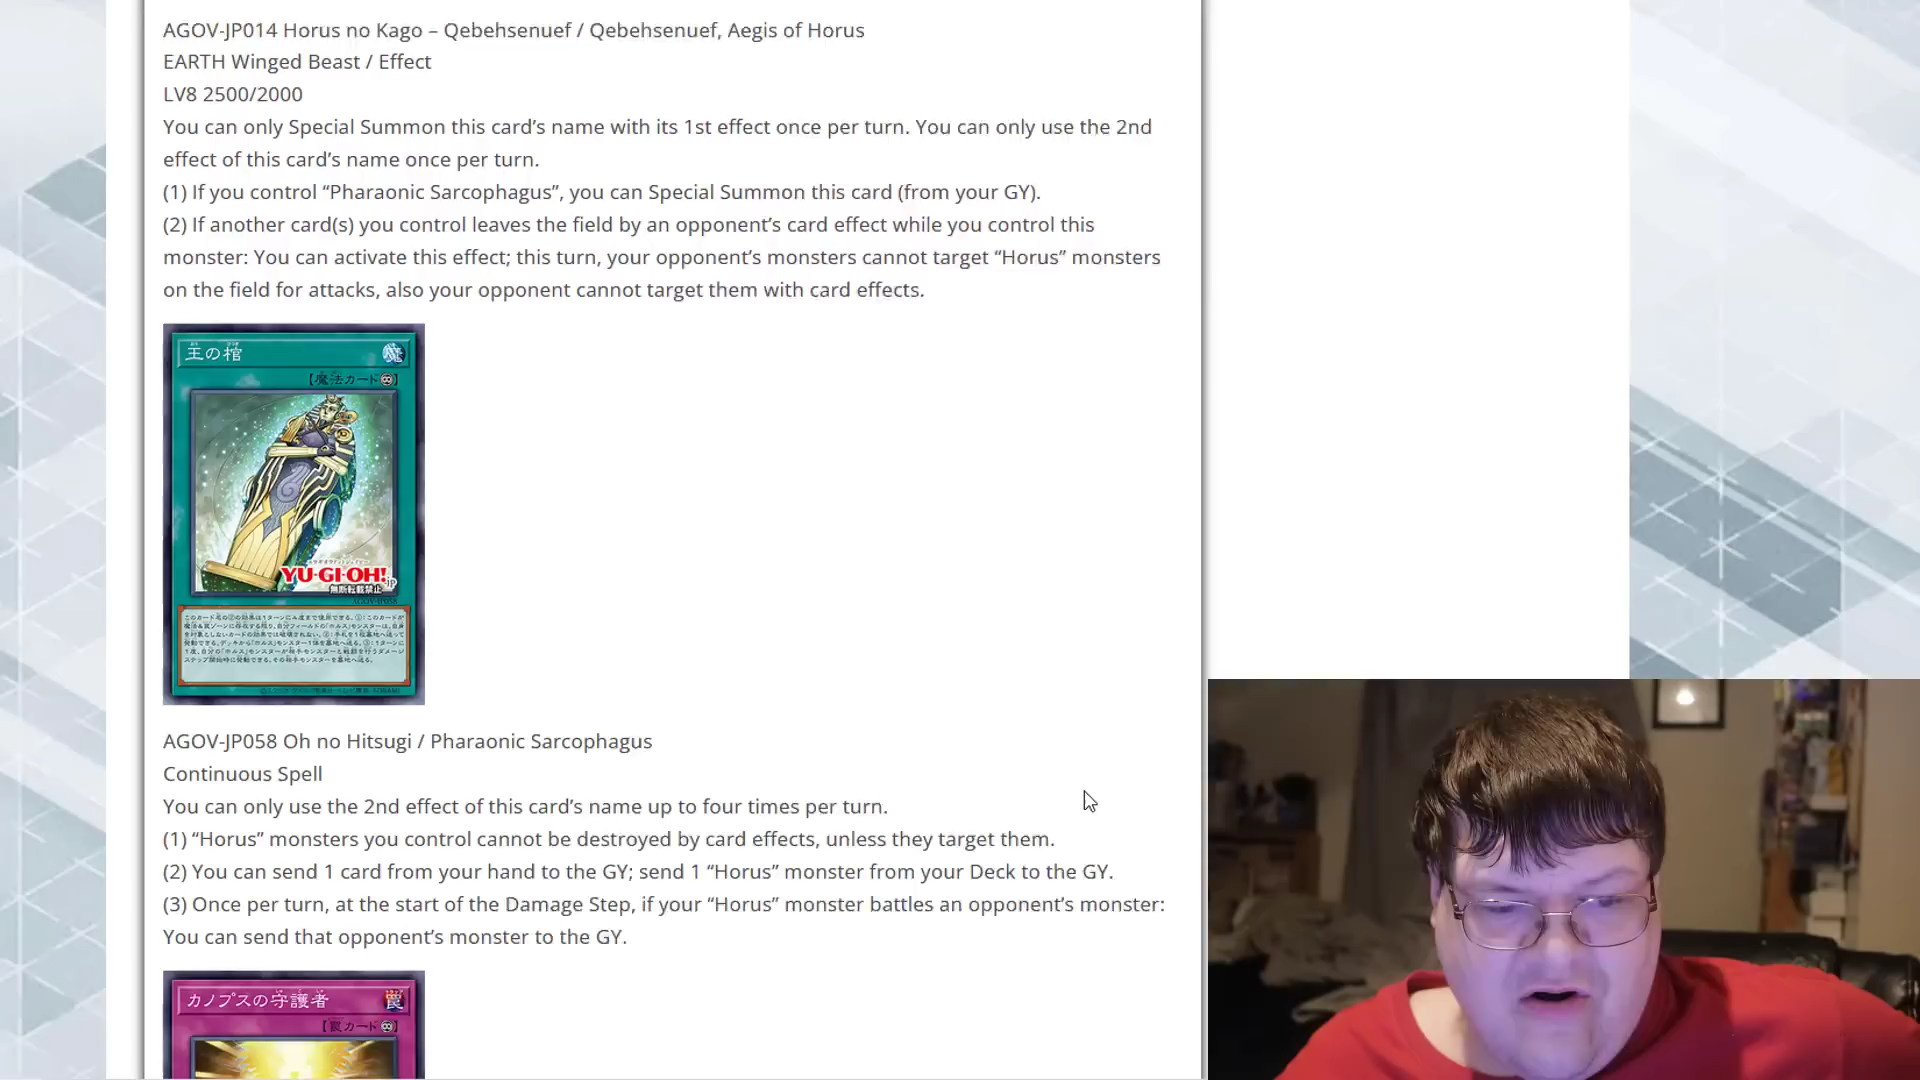 AGOV-JP014 Horus no Kago – Qebehsenuef / Qebehsenuef, Aegis of Horus
EARTH Winged Beast / Effect
LV8 2500/2000
You can only Special Summon this card’s name with its 1st effect once per turn. You can only use the 2nd
effect of this card’s name once per turn.
(1) If you control “Pharaonic Sarcophagus”, you can Special Summon this card (from your GY).
(2) If another card(s) you control leaves the field by an opponent’s card effect while you control this
monster: You can activate this effect; this turn, your opponent’s monsters cannot target “Horus” monsters
on the field for attacks, also your opponent cannot target them with card effects.
王の棺
【魔法カード】
YU-GI-OH!.jp
無断転載禁止
AGOV-JP058 Oh no Hitsugi / Pharaonic Sarcophagus
Continuous Spell
You can only use the 2nd effect of this card’s name up to four times per turn.
(1) “Horus” monsters you control cannot be destroyed by card effects, unless they target them.
(2) You can send 1 card from your hand to the GY; send 1 “Horus” monster from your Deck to the GY.
(3) Once per turn, at the start of the Damage Step, if your “Horus” monster battles an opponent’s monster:
You can send that opponent’s monster to the GY.
カノプスの守護者
罠
【罠カード】